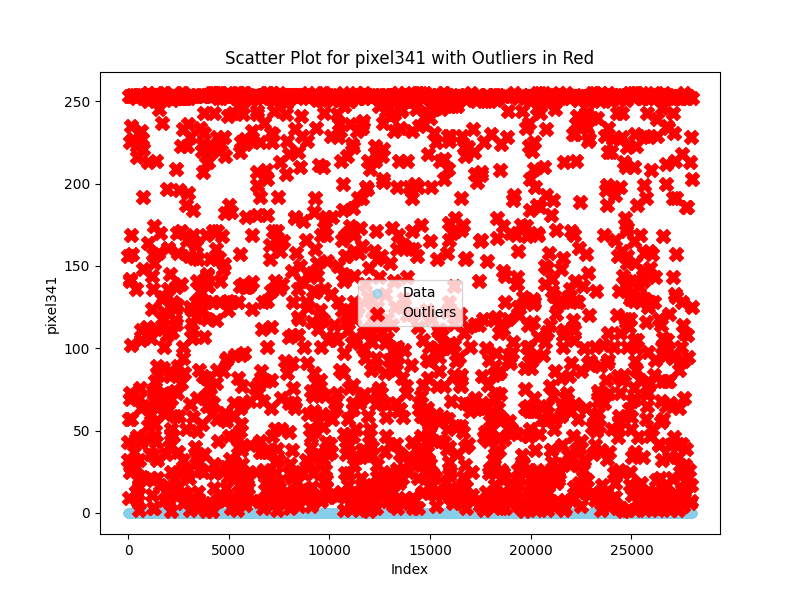 Scatter Plot for pixel341 with Outliers in Red
250
200
150
100
50
0
pixel341
Data
Outliers
0 5000 10000 15000 20000 25000
Index